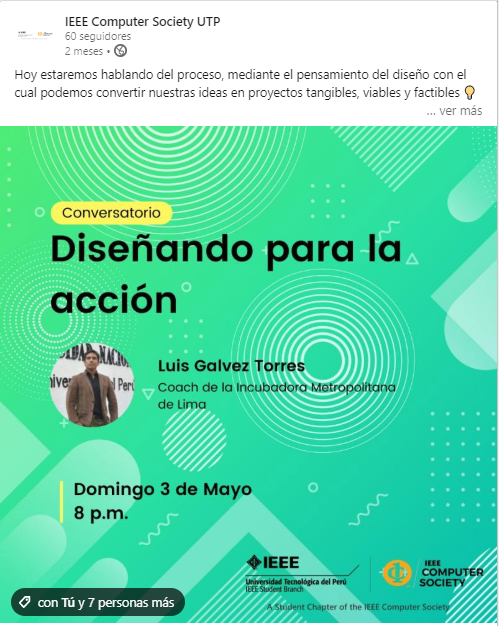 IEEE Computer Society UTP
60 seguidores
2 meses •
Hoy estaremos hablando del proceso, mediante el pensamiento del diseño con el
cual podemos convertir nuestras ideas en proyectos tangibles, viables y factibles
... ver más
Conversatorio
Diseñando para la
acción
DAD NACIO
Luis Galvez Torres
Coach de la Incubadora Metropolitana
de Lima
Domingo 3 de Mayo
8 p.m.
IEEE
Universidad Tecnológica del Perú
IEEE Student Branch
IEEE
COMPUTER
SOCIETY
A Student Chapter of the IEEE Computer Society
con Tú y 7 personas más